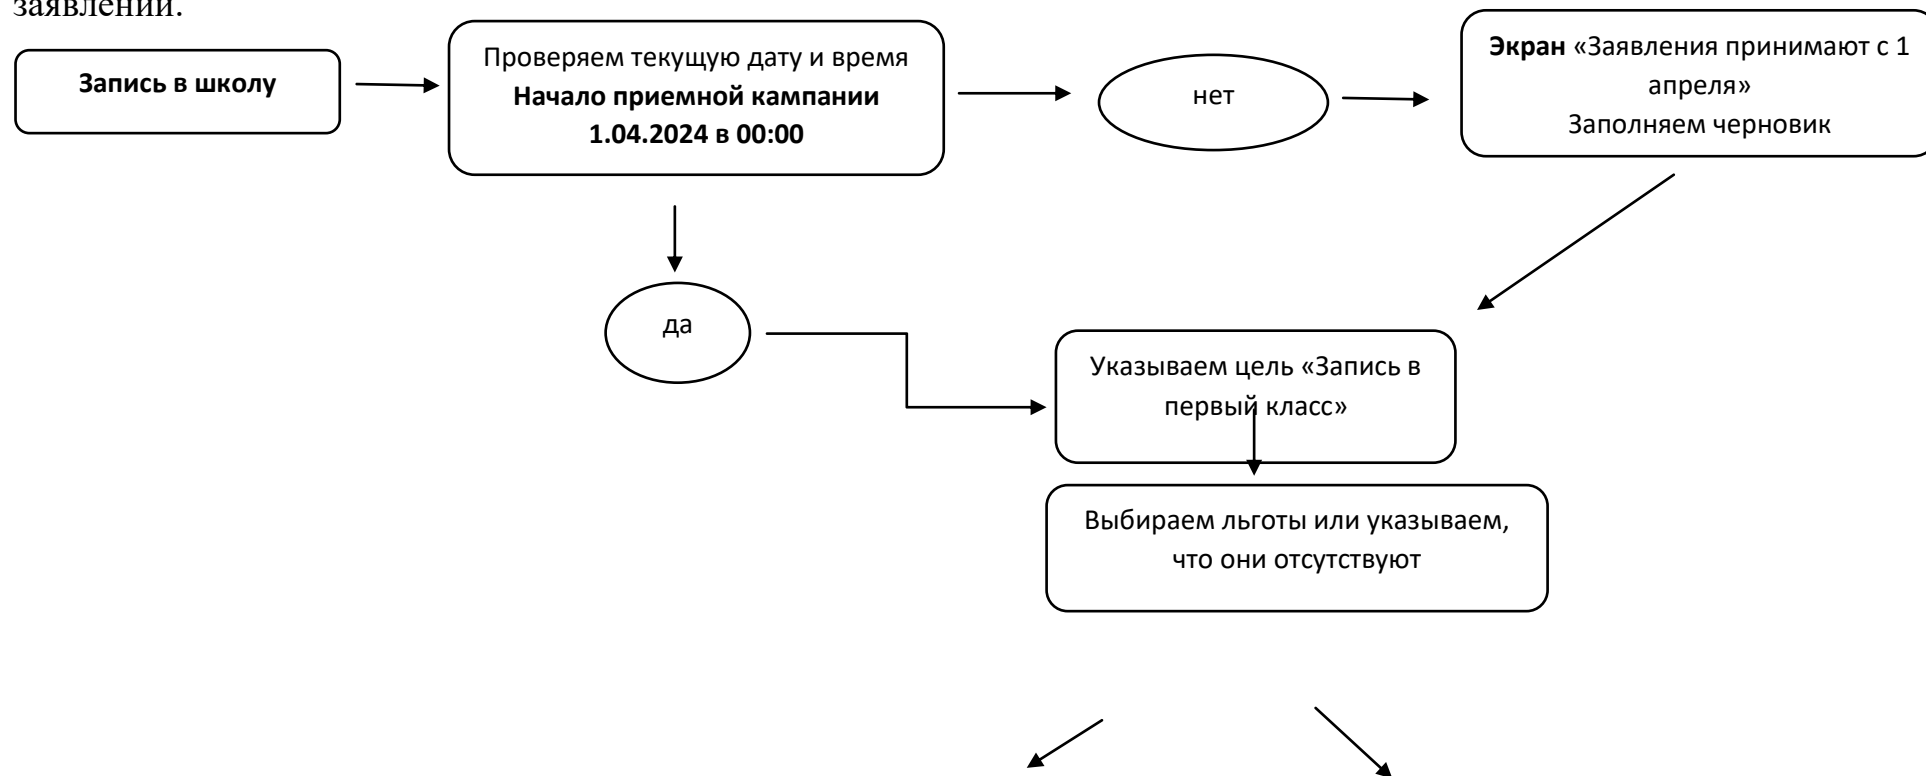 заявлений.
Запись в школу
Проверяем текущую дату и время
Начало приемной кампании
1.04.2024 в 00:00
нет
Экран «Заявления принимают с 1
апреля»
Заполняем черновик
да
Указываем цель «Запись в
первый класс»
Выбираем льготы или указываем,
что они отсутствуют